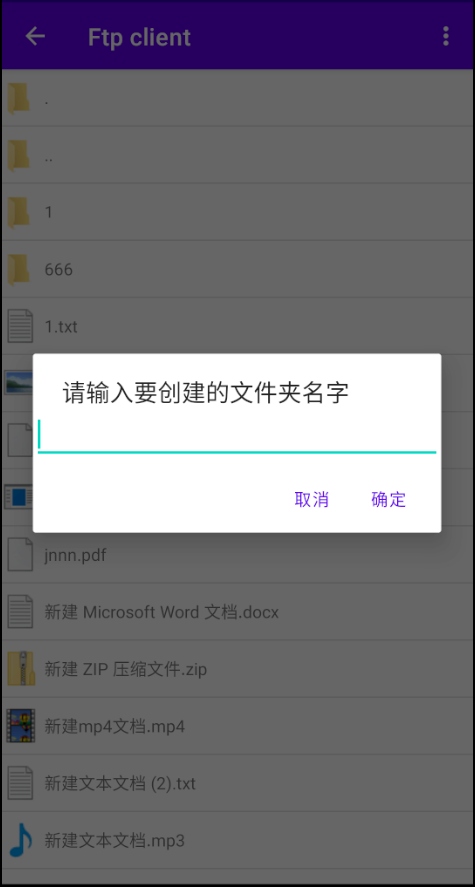 Ftp client
.
..
1
666
1.txt
请输入要创建的文件夹名字
取消 确定
jnnn.pdf
新建 Microsoft Word 文档.docx
新建 ZIP 压缩文件.zip
新建mp4文档.mp4
新建文本文档 (2).txt
新建文本文档.mp3